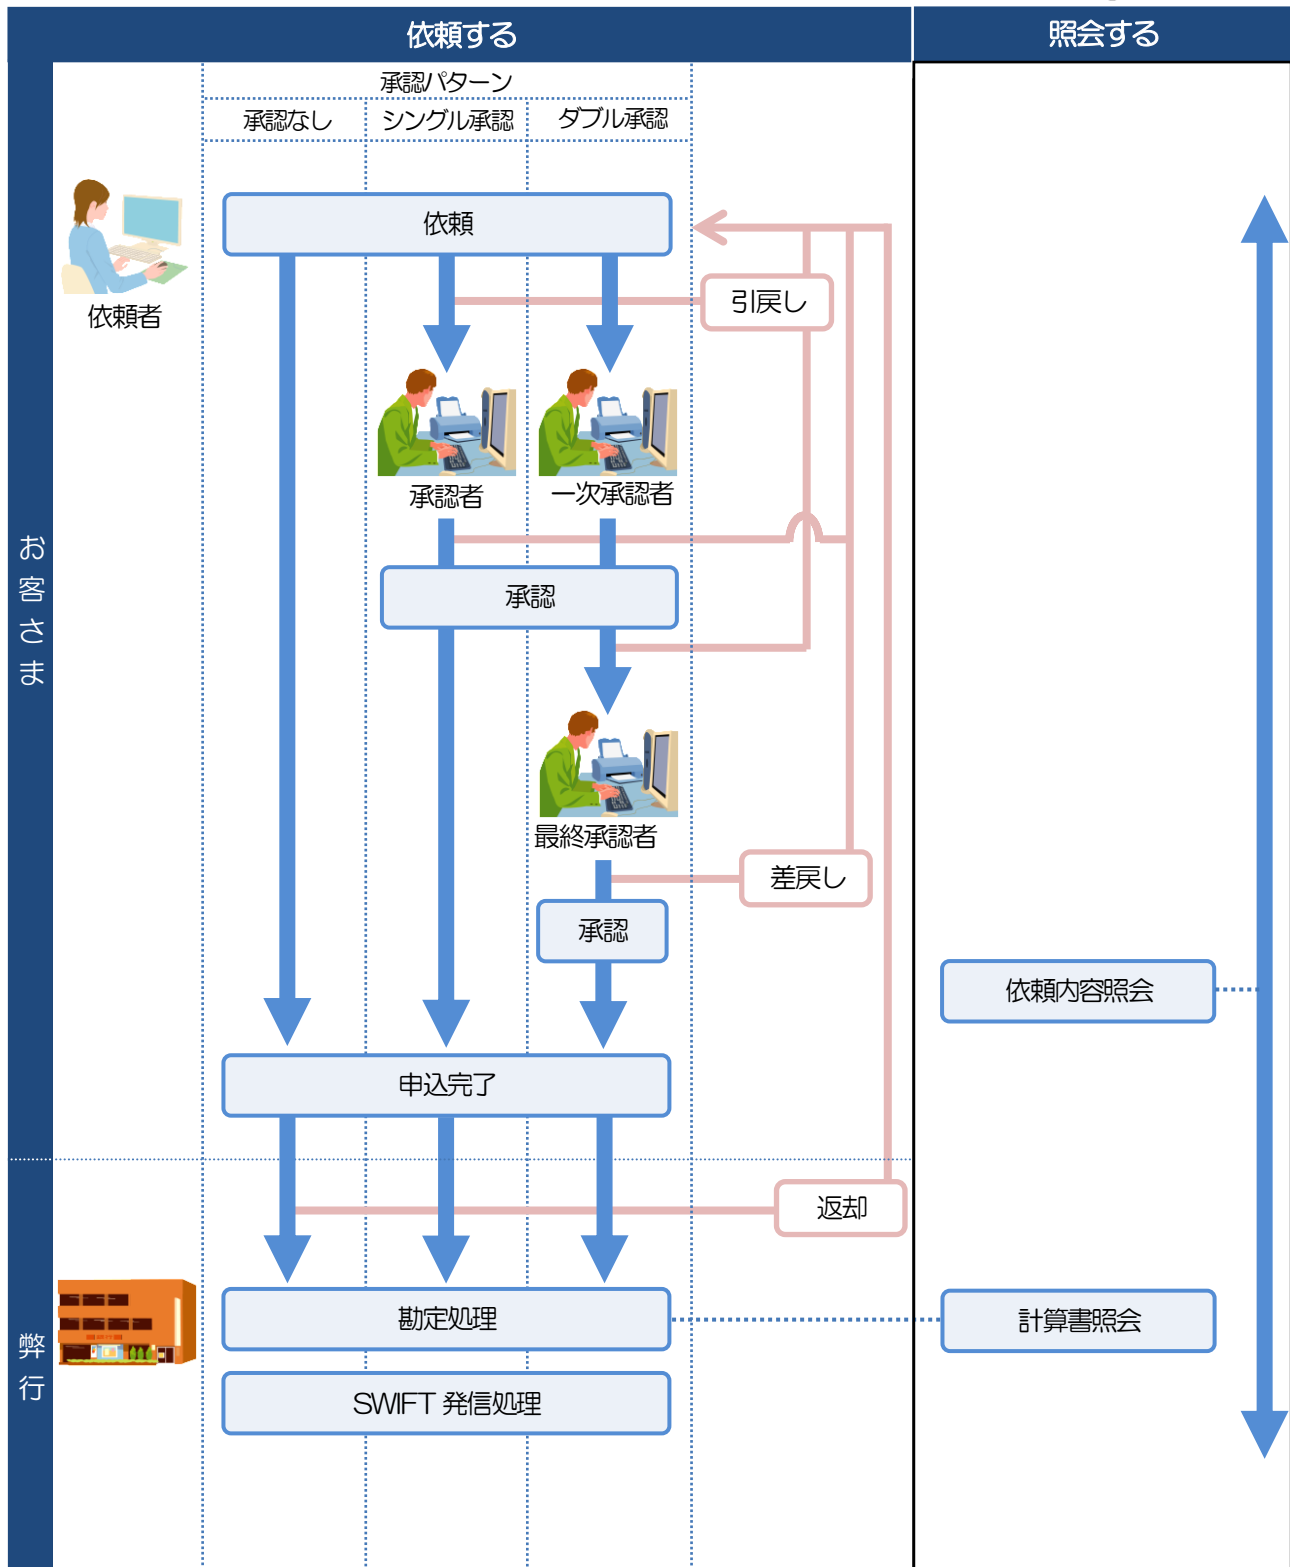 依頼する
照会する
承認パターン
承認なし
シングル承認
ダブル承認
依頼
依頼者
引戻し
承認者
一次承認者
お客さま
承認
最終承認者
差戻し
承認
依頼内容照会
申込完了
返却
勘定処理
計算書照会
弊行
SWIFT 発信処理